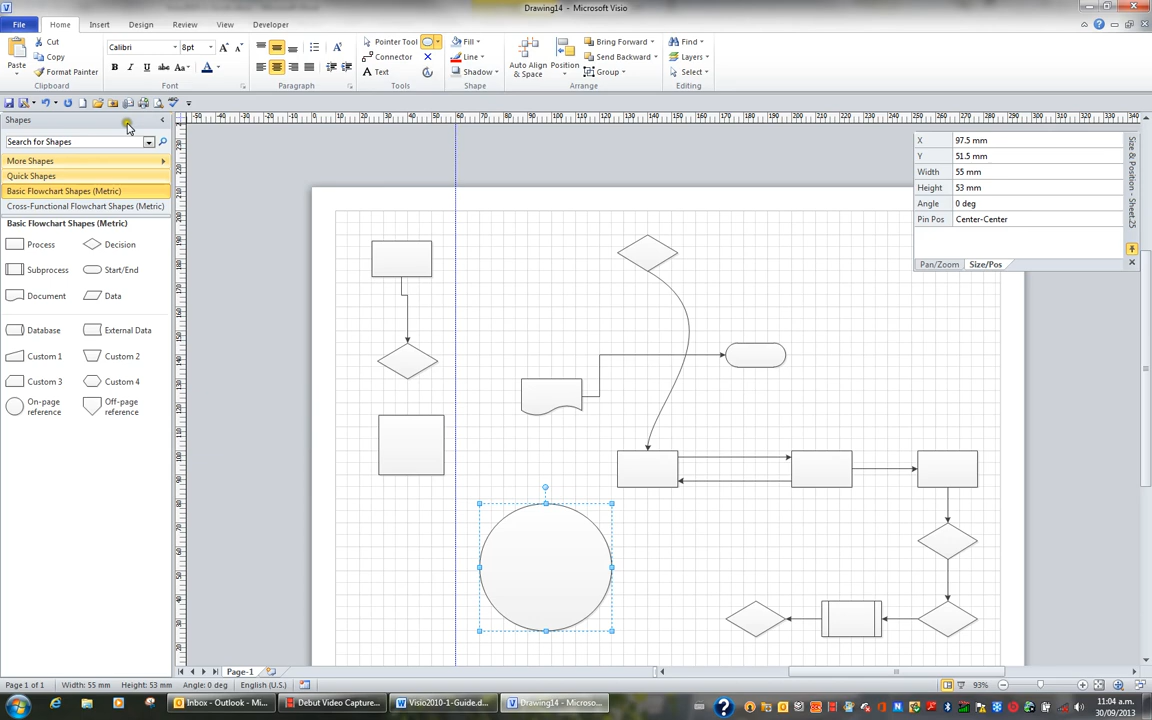 Drawing14 - Microsoft Visio
File Home Insert Design Review View Developer
Paste
Cut
Copy
Format Painter
Clipboard
Calibri 8pt
Font
Paragraph
Pointer Tool
Connector
Text
Tools
Fill
Line
Shadow
Shape
Auto Align & Space
Position
Bring Forward
Send Backward
Group
Arrange
Find
Layers
Select
Editing
Shapes
Search for Shapes
More Shapes
Quick Shapes
Basic Flowchart Shapes (Metric)
Cross-Functional Flowchart Shapes (Metric)
Basic Flowchart Shapes (Metric)
Process Decision
Subprocess Start/End
Document Data
Database External Data
Custom 1 Custom 2
Custom 3 Custom 4
On-page reference
Off-page reference
X 97.5 mm
Y 51.5 mm
Width 55 mm
Height 53 mm
Angle 0 deg
Pin Pos Center-Center
Pan/Zoom Size/Pos
Size & Position - Sheet.25
Page-1
Page 1 of 1 Width: 55 mm Height: 53 mm Angle: 0 deg English (U.S.) 93%
Inbox - Outlook - Mi...
Debut Video Capture...
Visio2010-1-Guide.d...
Drawing14 - Microso...
11:04 a.m.
30/09/2013